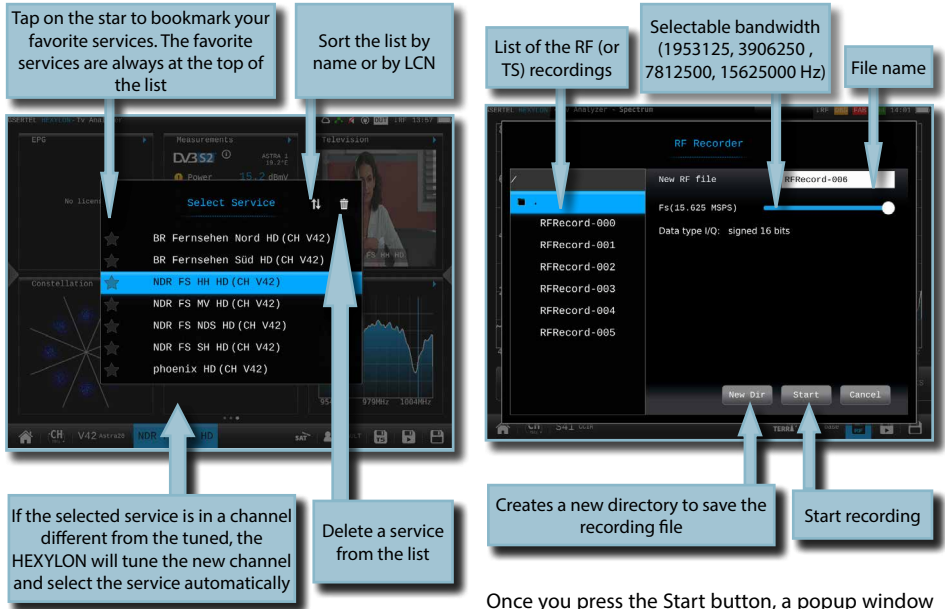 Tap on the star to bookmark your
favorite services. The favorite
services are always at the top of
the list
Sort the list by
name or by LCN
EPG
Measurements
Television
DVB S2
ASTRA 1
19.2°E
Power
15.2 dBmV
No licen
Select Service
BR Fernsehen Nord HD(CH V42)
BR Fernsehen Süd HD(CH V42)
NDR FS HH HD(CH V42)
NDR FS MV HD(CH V42)
NDR FS NDS HD(CH V42)
NDR FS SH HD(CH V42)
phoenix HD(CH V42)
FS HH HD
Constellation
979MHz
1004MHz
CH
V42
NDR
HD
SAT
TS
If the selected service is in a channel
different from the tuned, the
HEXYLON will tune the new channel
and select the service automatically
Delete a service
from the list
List of the RF (or
TS) recordings
Selectable bandwidth
(1953125, 3906250 ,
7812500, 15625000 Hz)
File name
RF Recorder
/
.
New RF file
RFRecord-006
Fs(15.625 MSPS)
Data type I/Q: signed 16 bits
RFRecord-000
RFRecord-001
RFRecord-002
RFRecord-003
RFRecord-004
RFRecord-005
New Dir
Start
Cancel
CH
S41 CCIR
Creates a new directory to save the
recording file
Start recording
Once you press the Start button, a popup window